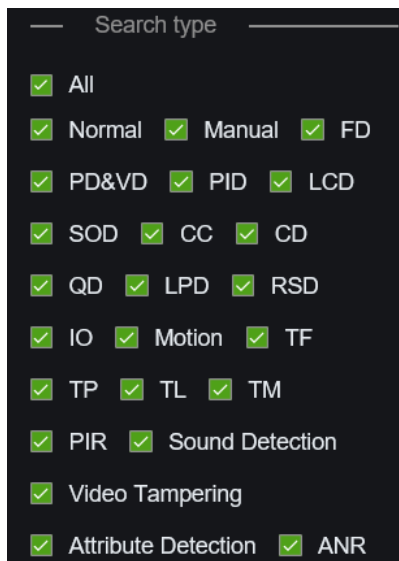 Search type
All
Normal Manual FD
PD&VD PID LCD
SOD CC CD
QD LPD RSD
IO Motion TF
TP TL TM
PIR Sound Detection
Video Tampering
Attribute Detection ANR